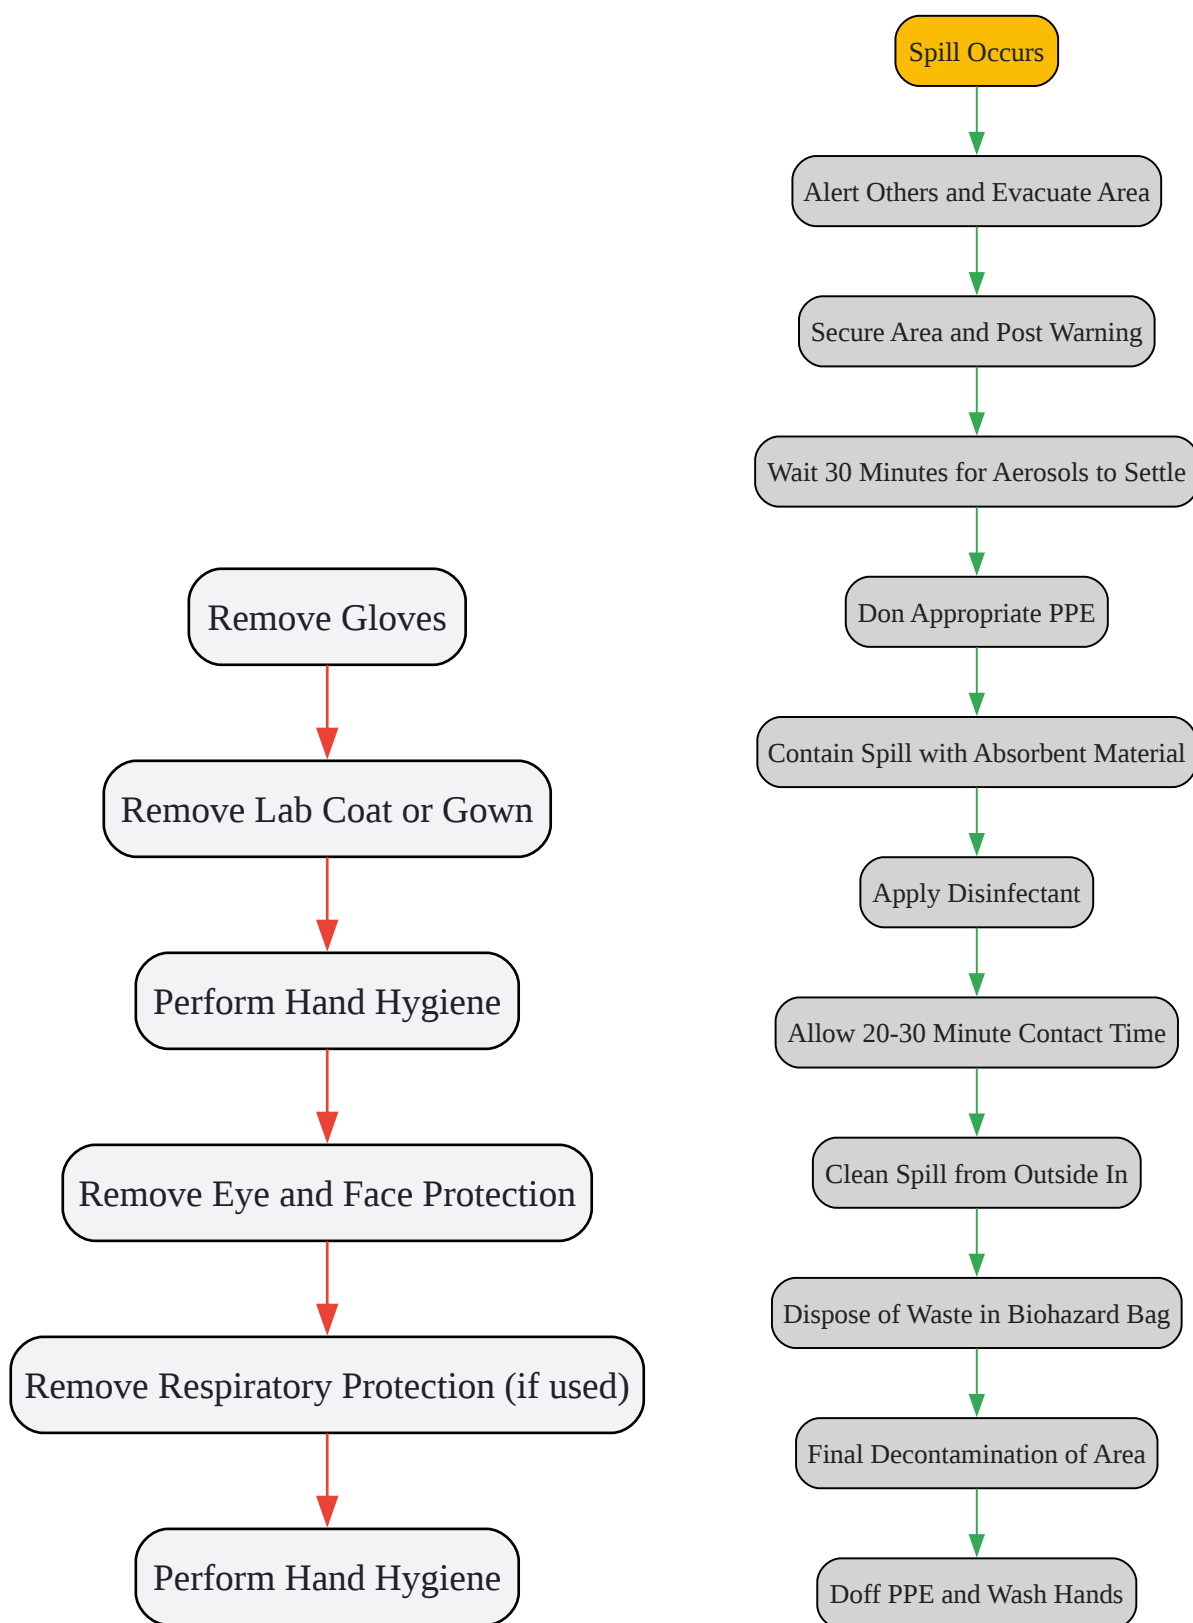 Remove Gloves
Remove Lab Coat or Gown
Perform Hand Hygiene
Remove Eye and Face Protection
Remove Respiratory Protection (if used)
Perform Hand Hygiene
Spill Occurs
Alert Others and Evacuate Area
Secure Area and Post Warning
Wait 30 Minutes for Aerosols to Settle
Don Appropriate PPE
Contain Spill with Absorbent Material
Apply Disinfectant
Allow 20-30 Minute Contact Time
Clean Spill from Outside In
Dispose of Waste in Biohazard Bag
Final Decontamination of Area
Doff PPE and Wash Hands